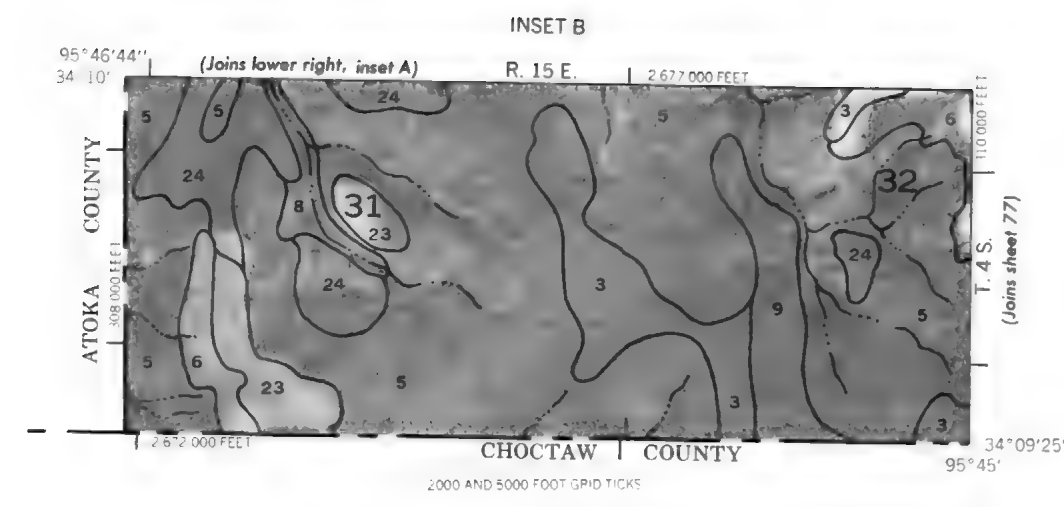 INSET B
95°46'44"
34 10'
(Joins lower right, inset A)
R. 15 E.
2 677 000 FEET
110 000 FEET
5
5
24
5
3
6
24
8
31
23
32
24
24
3
9
5
5
6
23
5
3
3
ATOKA COUNTY
308 000 FEET
T. 4 S.
(Joins sheet 77)
2 672 000 FEET
CHOCTAW COUNTY
34°09'25"
95°45'
2000 AND 5000 FOOT GRID TICKS